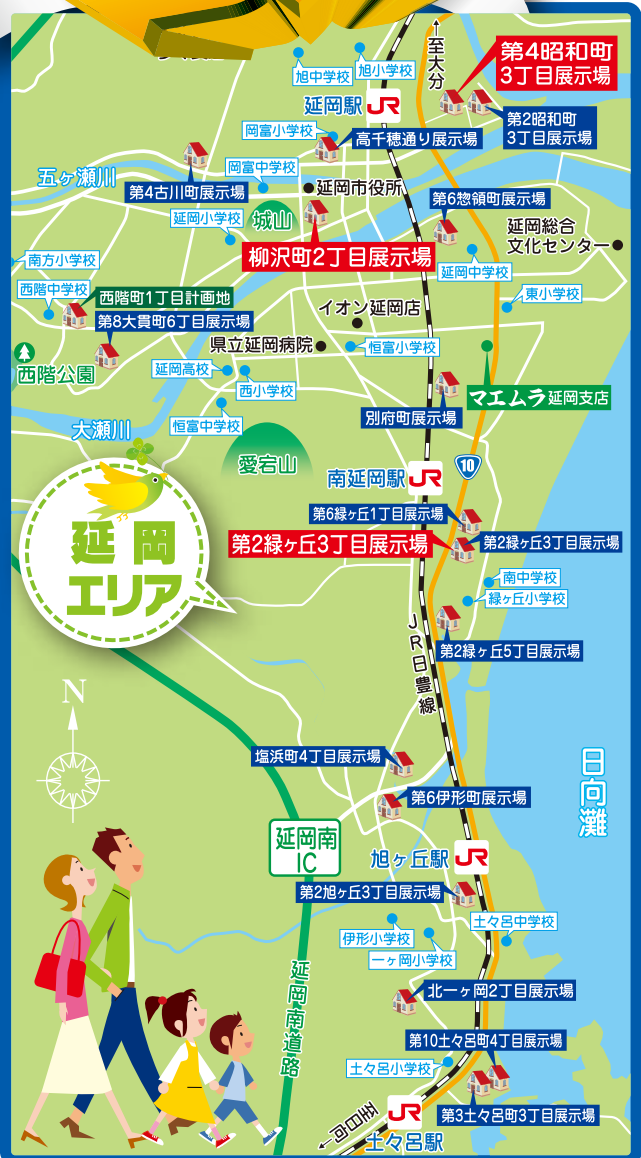 ↑至大分
第4昭和町
3丁目展示場
旭中学校
旭小学校
延岡駅 JR
第2昭和町
3丁目展示場
岡富小学校
高千穂通り展示場
五ヶ瀬川
岡富中学校
第4古川町展示場
延岡市役所
第6惣領町展示場
延岡小学校
城山
延岡総合
文化センター
柳沢町2丁目展示場
南方小学校
延岡中学校
西階中学校
西階町1丁目計画地
東小学校
イオン延岡店
第8大貫町6丁目展示場
県立延岡病院
恒富小学校
西階公園
延岡高校
西小学校
マエムラ延岡支店
恒富中学校
別府町展示場
大瀬川
愛宕山
南延岡駅 JR
10
延岡
エリア
第6緑ヶ丘1丁目展示場
第2緑ヶ丘3丁目展示場
第2緑ヶ丘3丁目展示場
南中学校
緑ヶ丘小学校
JR日豊線
第2緑ヶ丘5丁目展示場
N
塩浜町4丁目展示場
日向灘
第6伊形町展示場
延岡南
IC
旭ヶ丘駅 JR
第2旭ヶ丘3丁目展示場
土々呂中学校
伊形小学校
一ヶ岡小学校
延岡南道路
北一ヶ岡2丁目展示場
第10土々呂町4丁目展示場
土々呂小学校
第3土々呂町3丁目展示場
至日向
JR
土々呂駅